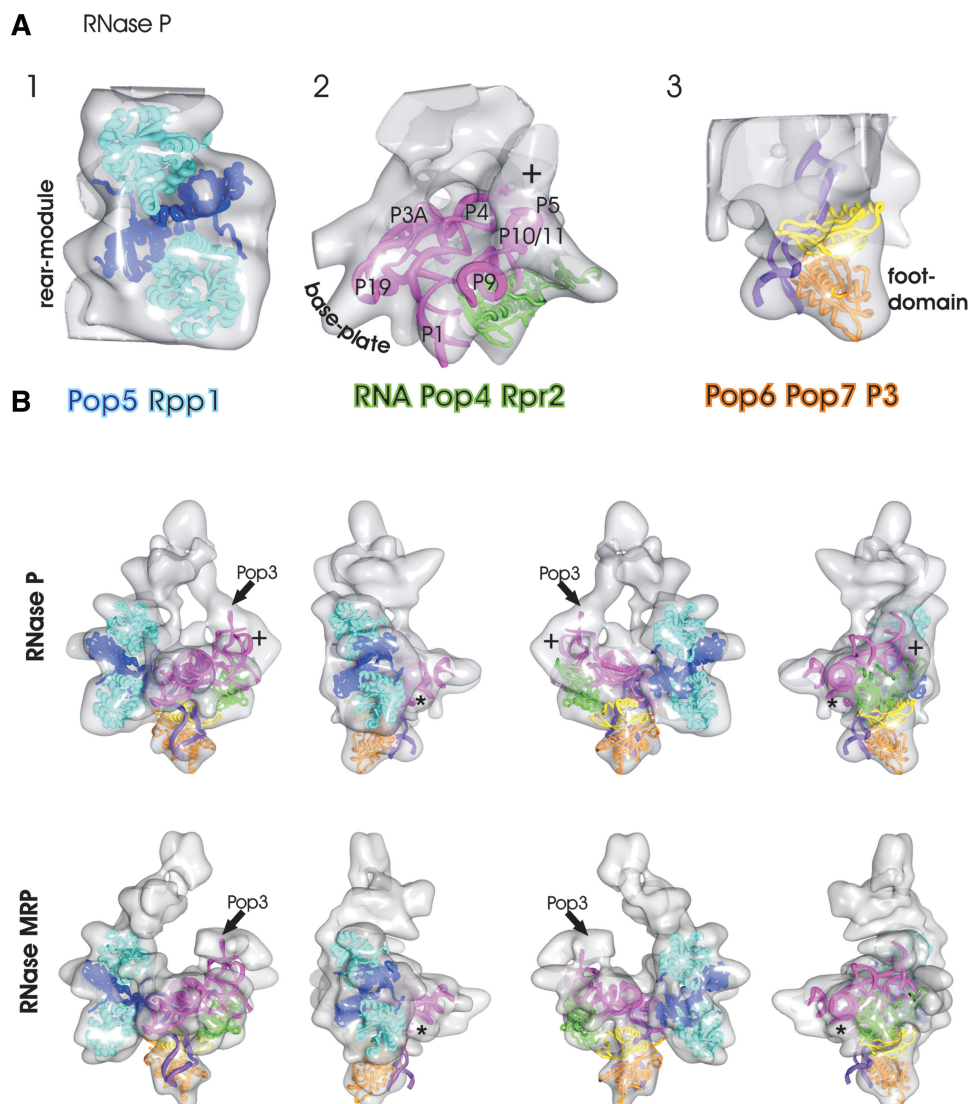 A RNase P
1
2
3
rear-module
base-plate
foot-
domain
+
P3A
P4
P5
P10/11
P19
P9
P1
Pop5 Rpp1
RNA Pop4 Rpr2
Pop6 Pop7 P3
B
RNase P
Pop3
+
*
Pop3
+
+
*
RNase MRP
Pop3
*
Pop3
*